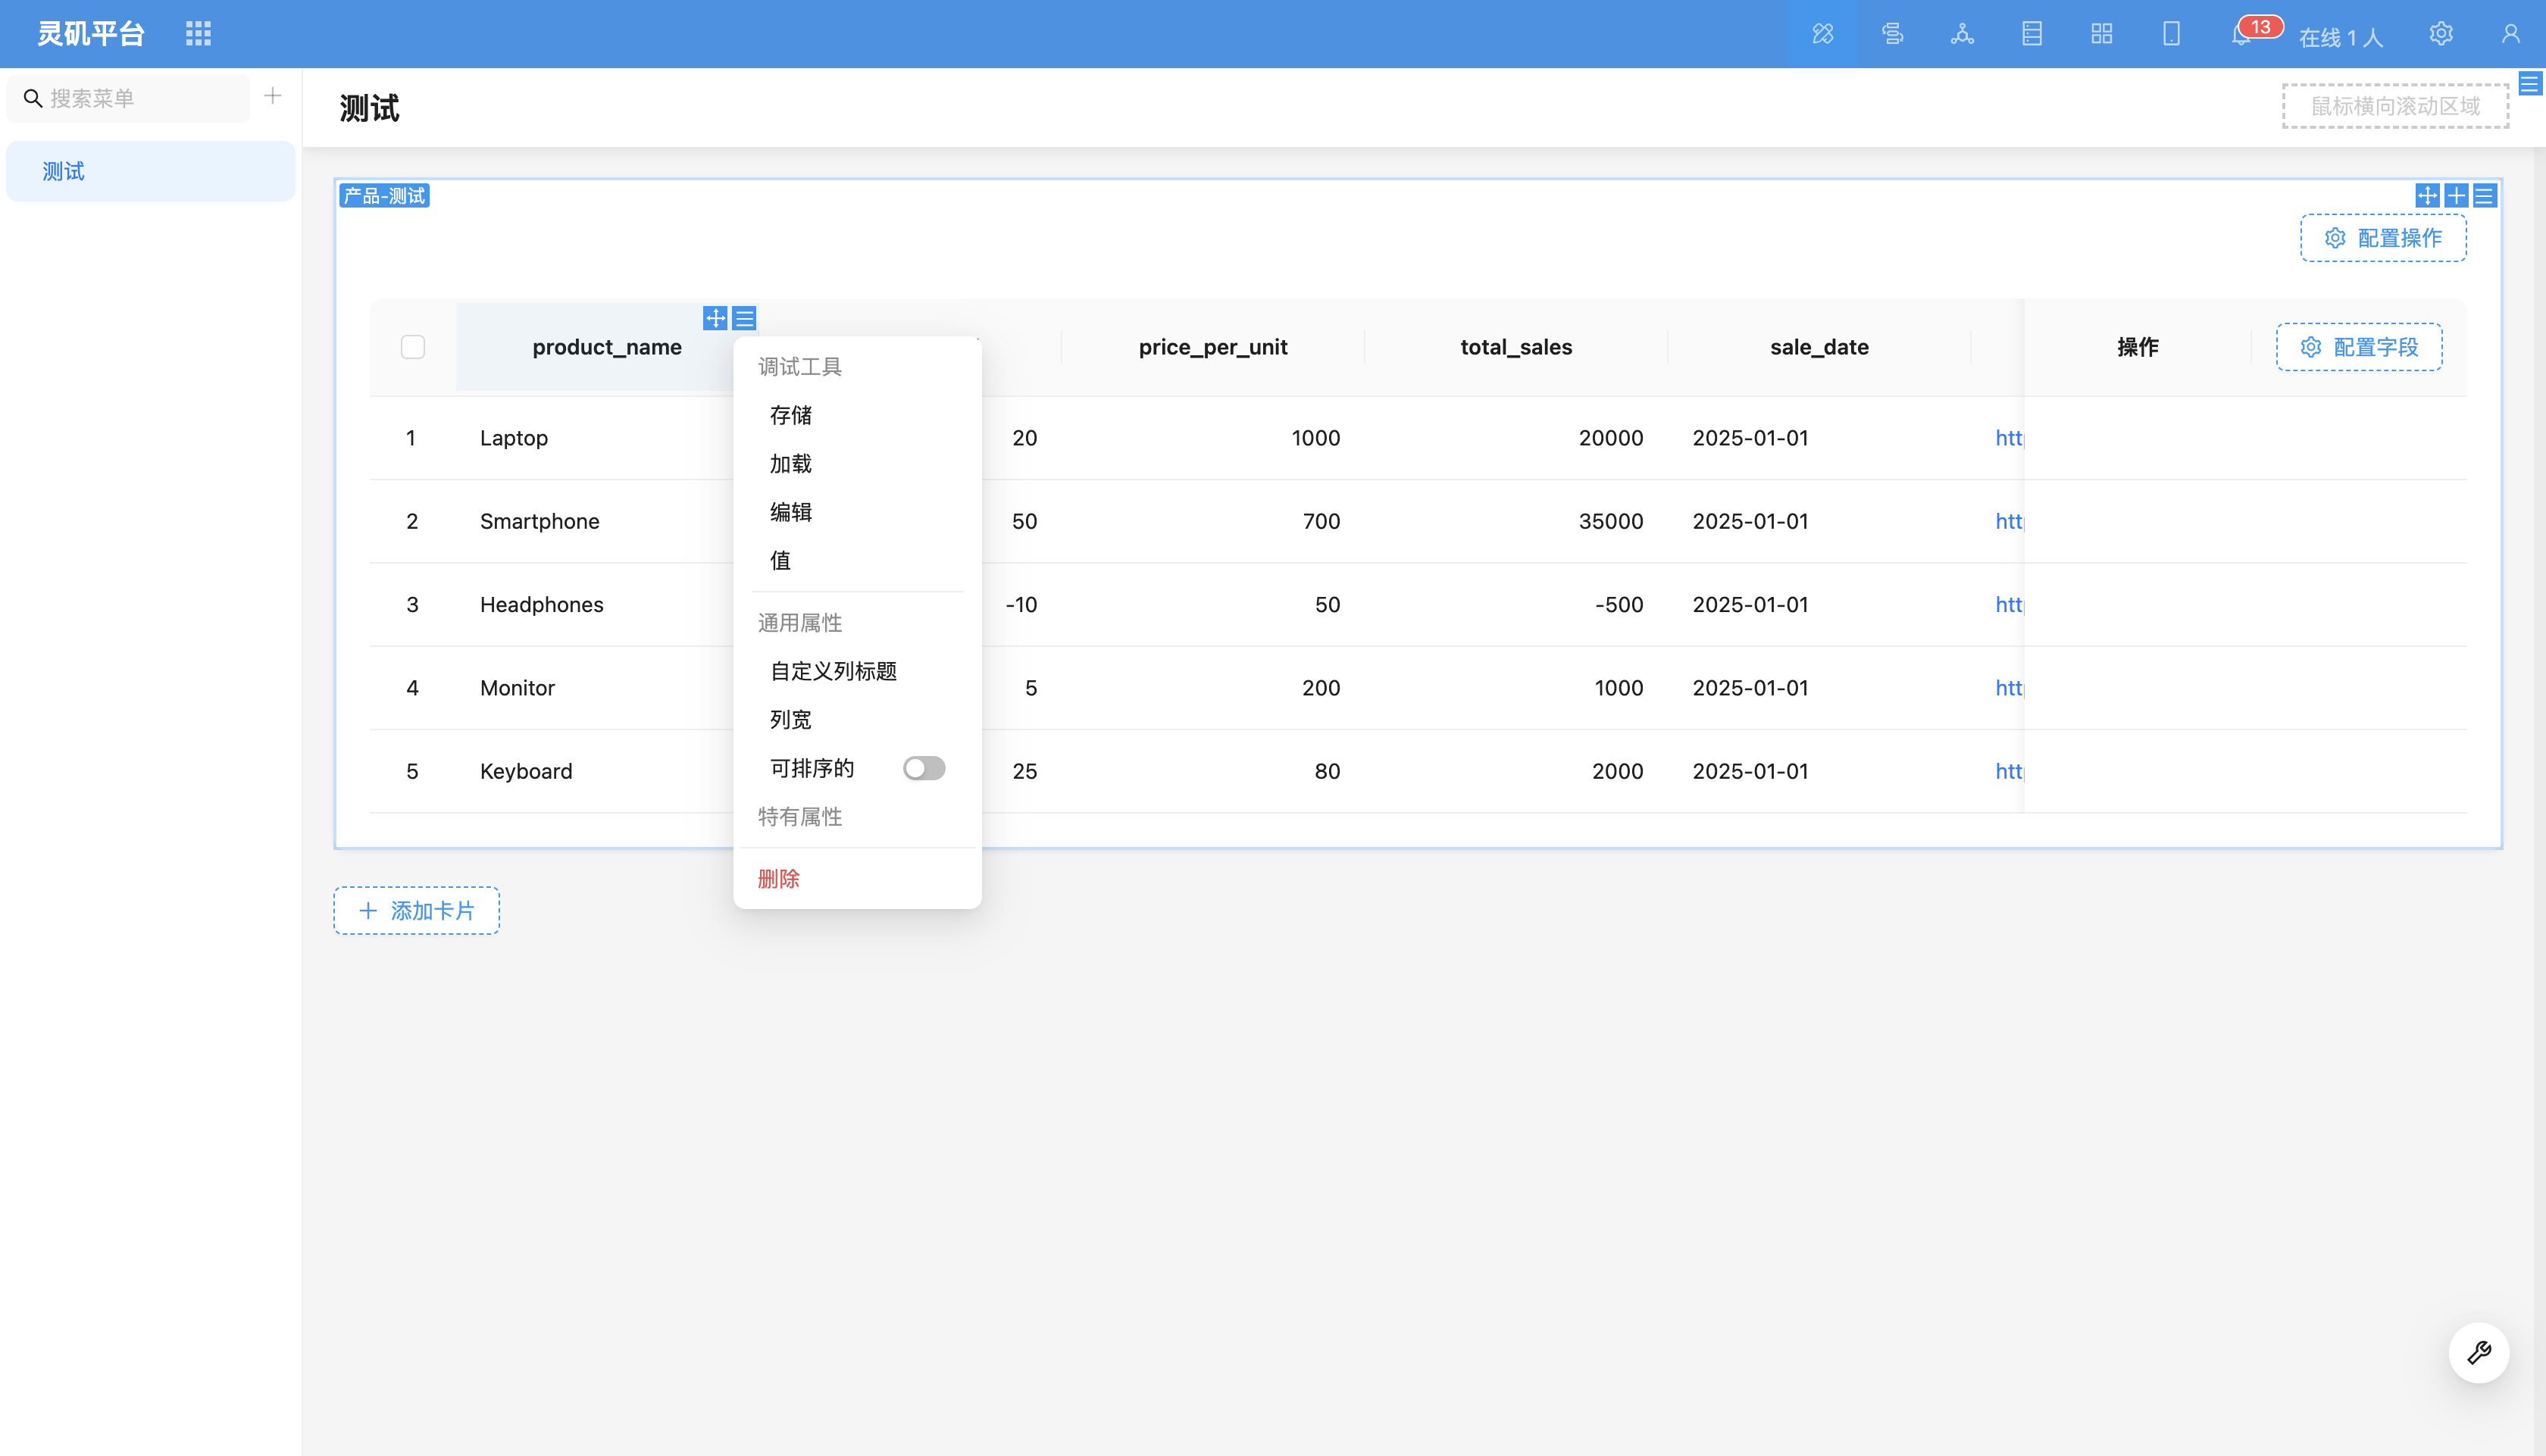 灵矶平台
13
在线 1 人
搜索菜单
测试
测试
鼠标横向滚动区域
产品-测试
配置操作
product_name
price_per_unit
total_sales
sale_date
操作
配置字段
1 Laptop 20 1000 20000 2025-01-01
2 Smartphone 50 700 35000 2025-01-01
3 Headphones -10 50 -500 2025-01-01
4 Monitor 5 200 1000 2025-01-01
5 Keyboard 25 80 2000 2025-01-01
调试工具
存储
加载
编辑
值
通用属性
自定义列标题
列宽
可排序的
特有属性
删除
添加卡片